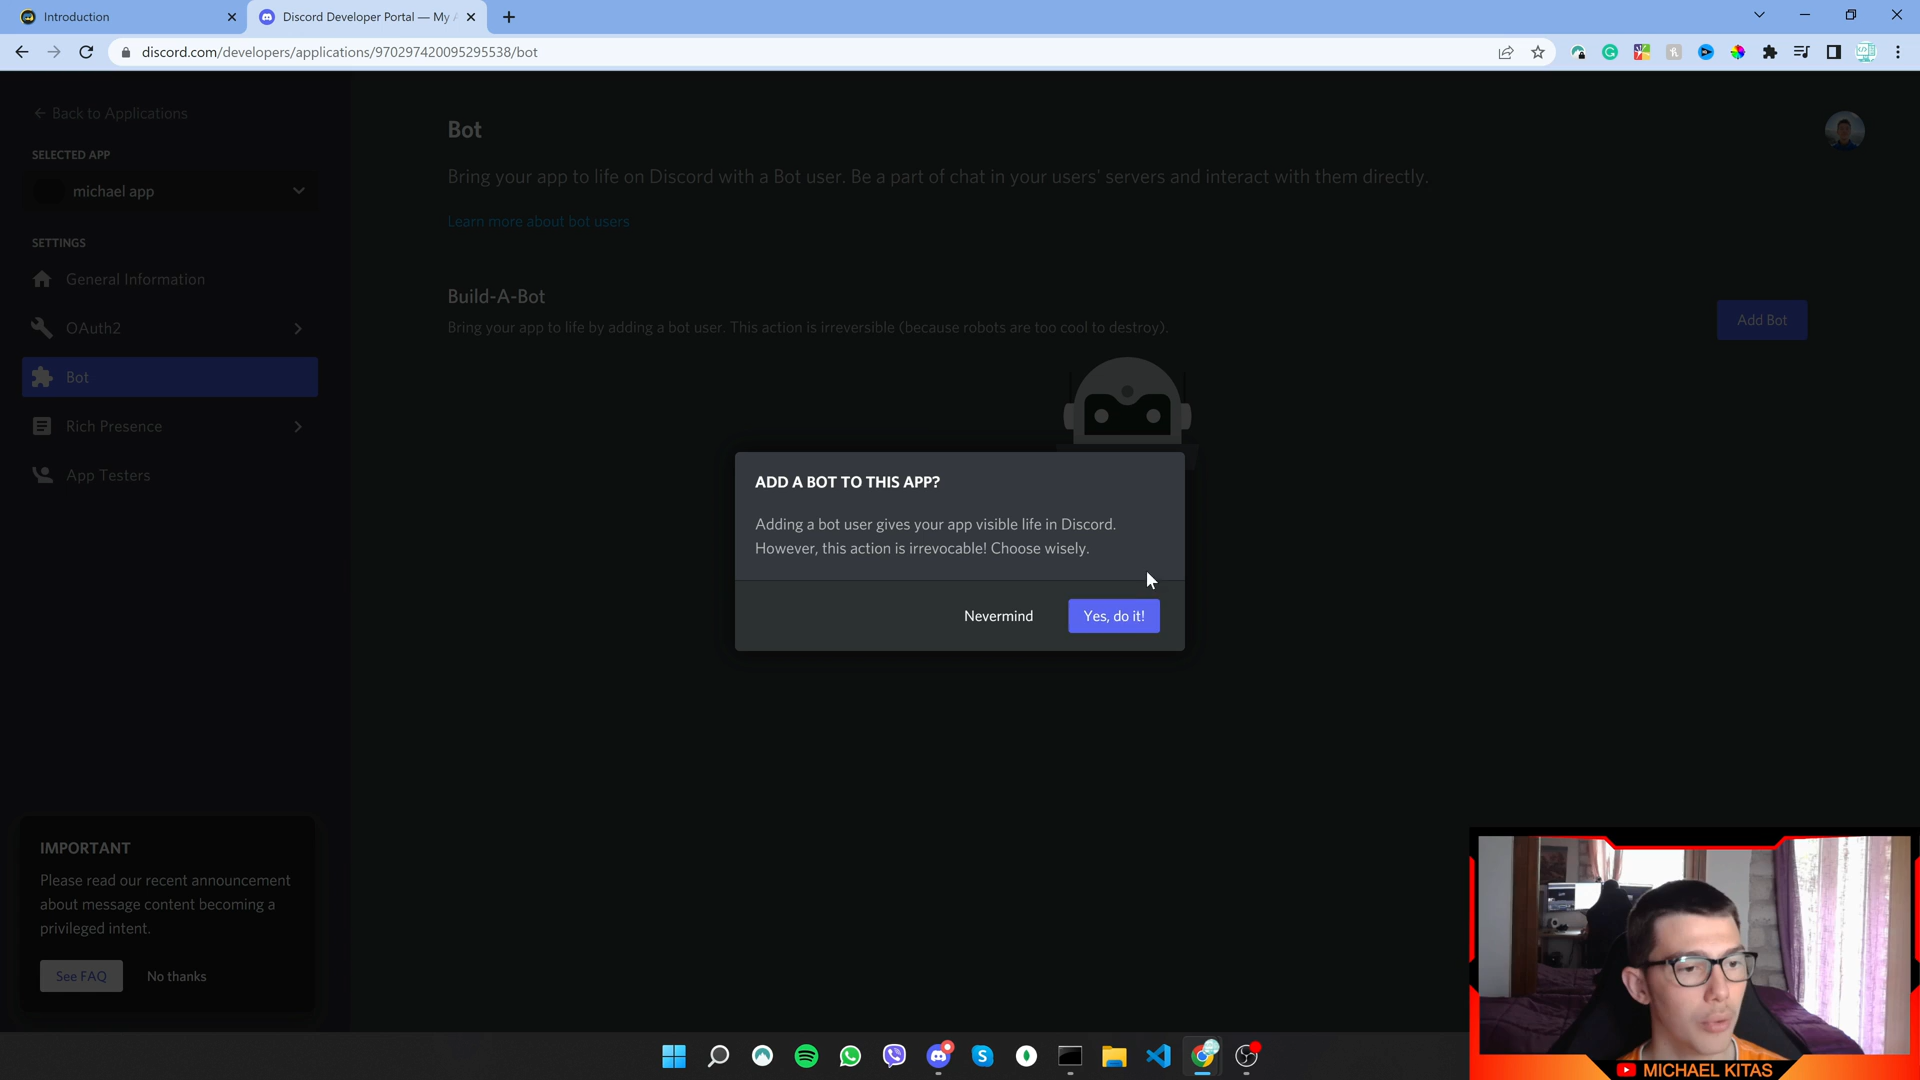 Introduction
Discord Developer Portal — My A
discord.com/developers/applications/970297420095295538/bot
Back to Applications
SELECTED APP
michael app
SETTINGS
General Information
OAuth2
Bot
Rich Presence
App Testers
Bot
Bring your app to life on Discord with a Bot user. Be a part of chat in your users' servers and interact with them directly.
Learn more about bot users
Build-A-Bot
Bring your app to life by adding a bot user. This action is irreversible (because robots are too cool to destroy).
Add Bot
ADD A BOT TO THIS APP?
Adding a bot user gives your app visible life in Discord.
However, this action is irrevocable! Choose wisely.
Nevermind
Yes, do it!
IMPORTANT
Please read our recent announcement
about message content becoming a
privileged intent.
See FAQ
No thanks
MICHAEL KITAS